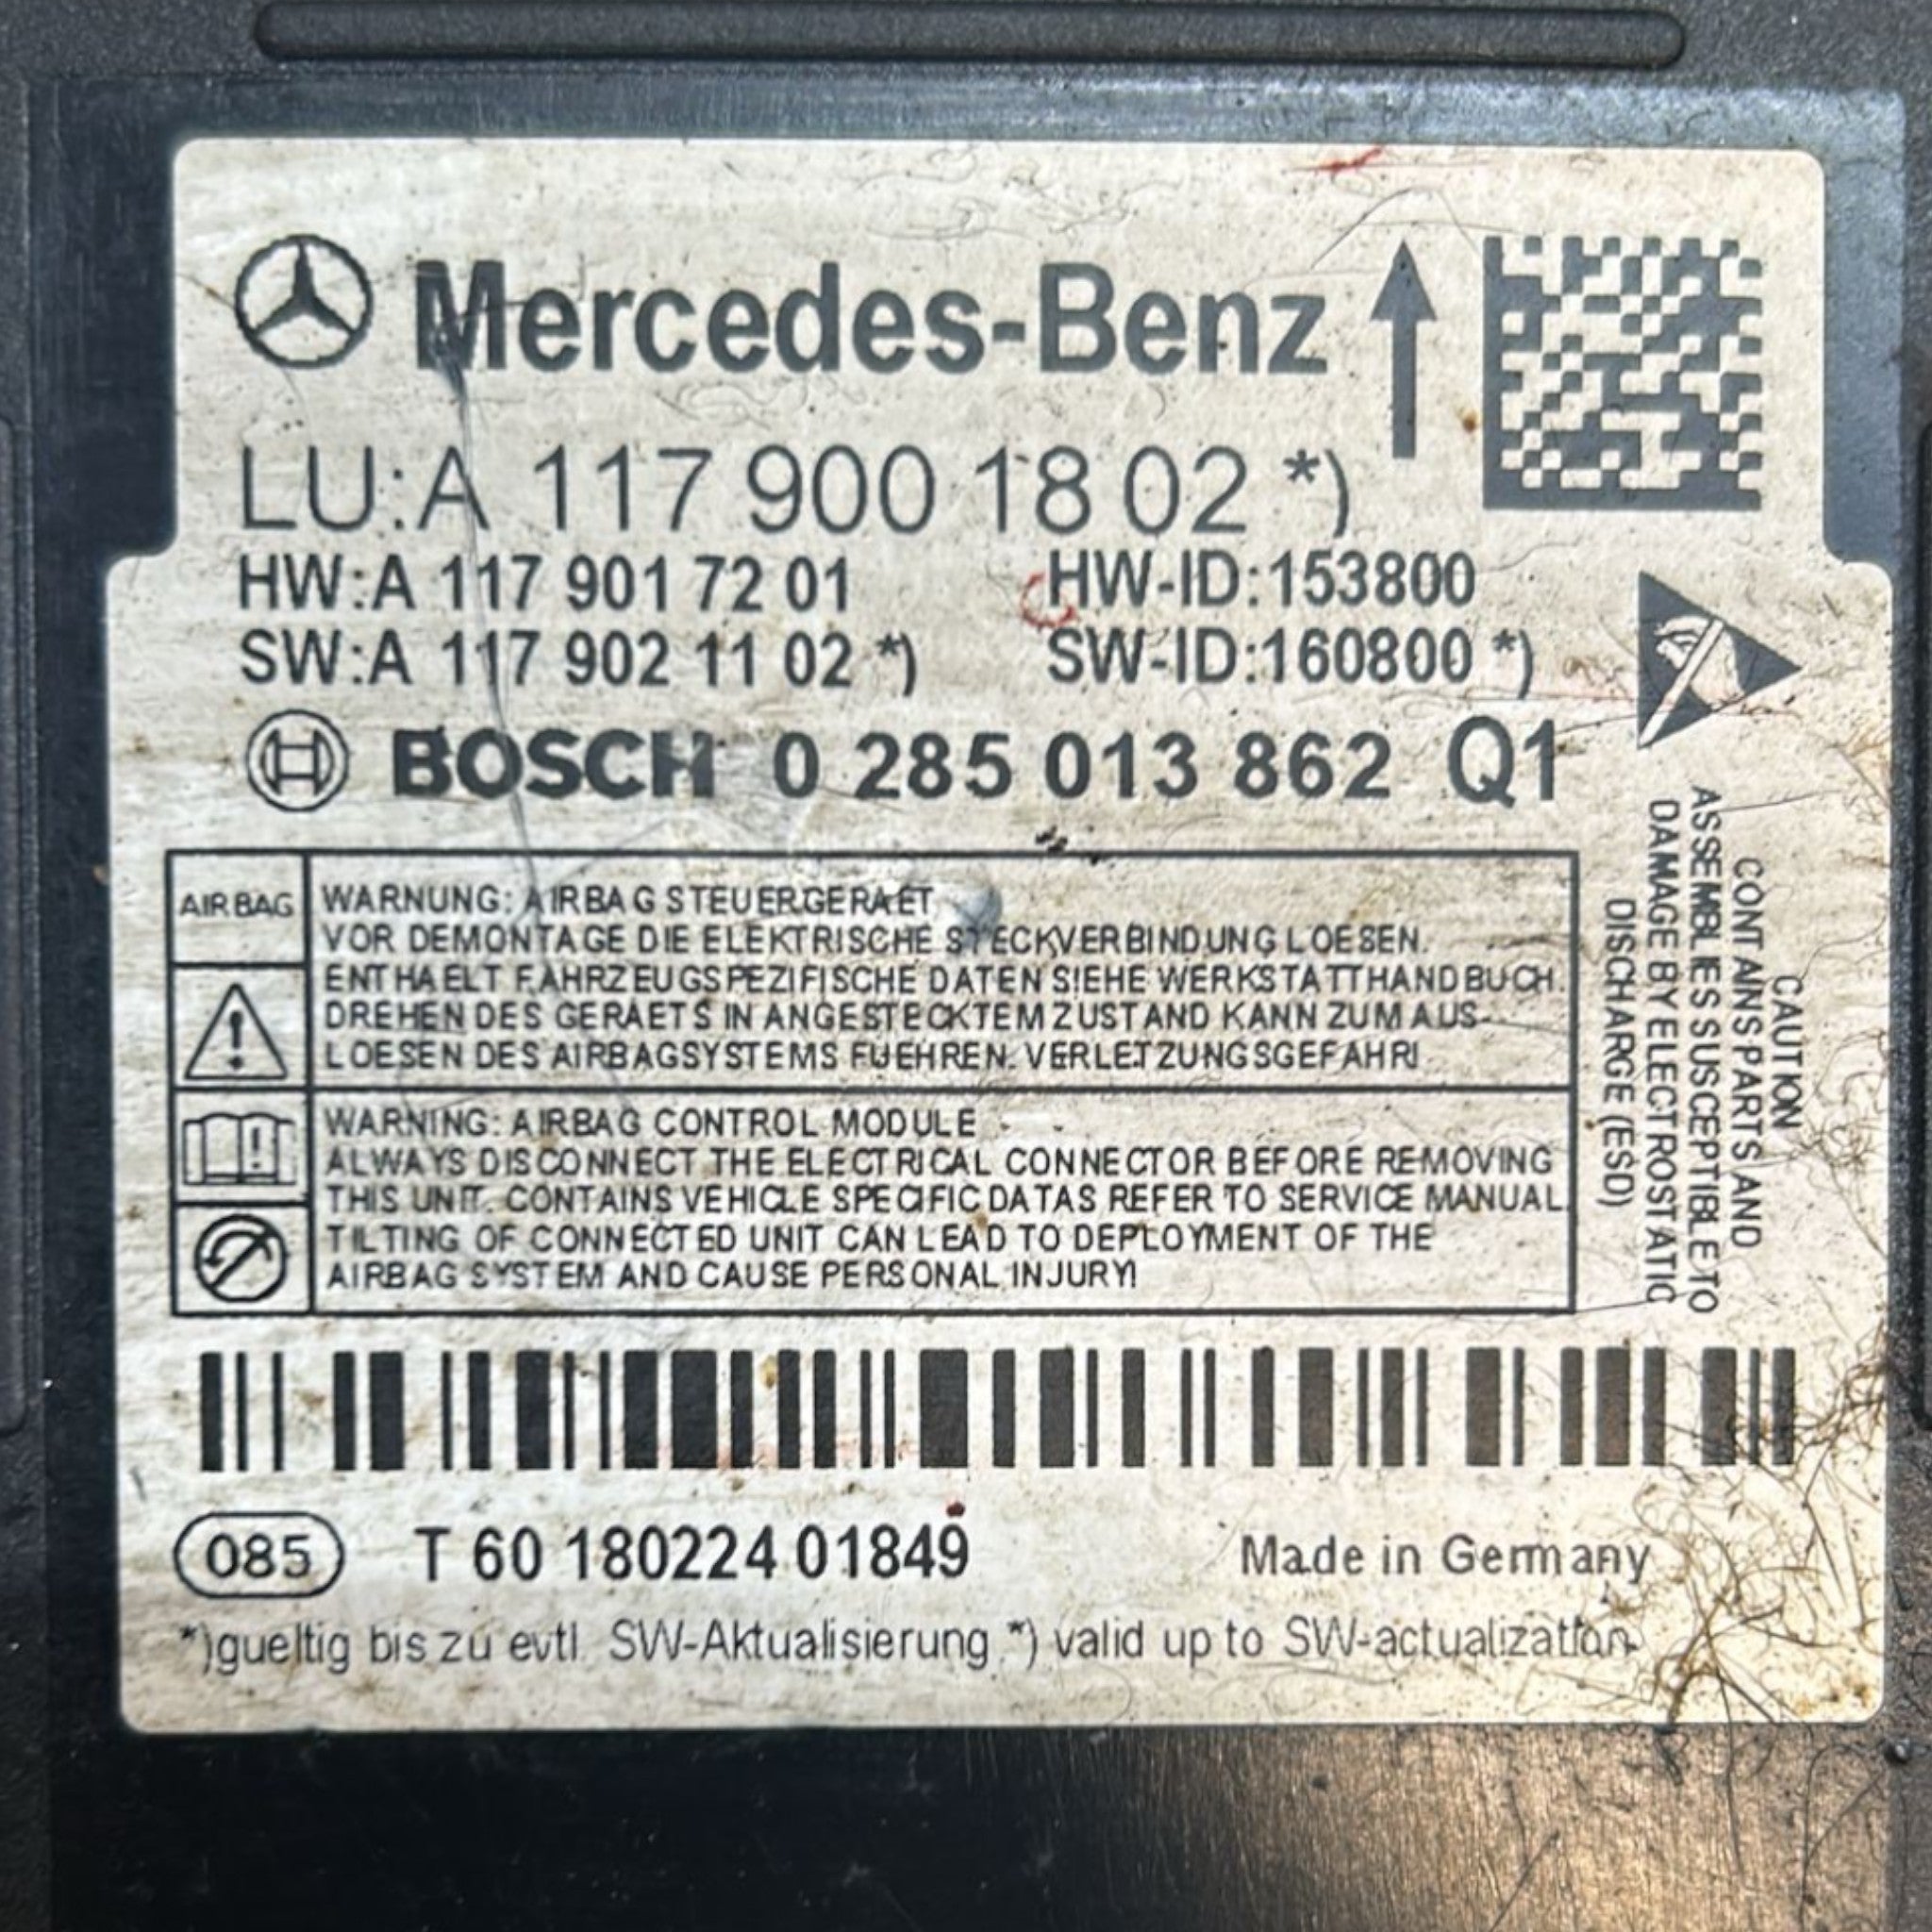 Mercedes-Benz
LU:A 117 900 18 02 *)
HW:A 117 901 72 01 HW-ID:153800
SW:A 117 902 11 02 *) SW-ID:160800 *)
BOSCH 0 285 013 862 Q1
AIRBAG
WARNUNG: AIRBAG STEUERGERAET
VOR DEMONTAGE DIE ELEKTRISCHE STECKVERBINDUNG LOESEN.
ENTHAELT FAHRZEUGSPEZIFISCHE DATEN SIEHE WERKSTATTHANDBUCH.
DREHEN DES GERAETS IN ANGESTECKTEM ZUSTAND KANN ZUM AUS-
LOESEN DES AIRBAGSYSTEMS FUEHREN. VERLETZUNGSGEFAHR!
WARNING: AIRBAG CONTROL MODULE
ALWAYS DISCONNECT THE ELECTRICAL CONNECTOR BEFORE REMOVING
THIS UNIT. CONTAINS VEHICLE SPECIFIC DATAS REFER TO SERVICE MANUAL.
TILTING OF CONNECTED UNIT CAN LEAD TO DEPLOYMENT OF THE
AIRBAG SYSTEM AND CAUSE PERSONAL INJURY!
CAUTION
CONTAINS PARTS AND
ASSEMBLIES SUSCEPTIBLE TO
DAMAGE BY ELECTROSTATIC
DISCHARGE (ESD)
085 T 60 180224 01849 Made in Germany
*)gueltig bis zu evtl. SW-Aktualisierung *) valid up to SW-actualization